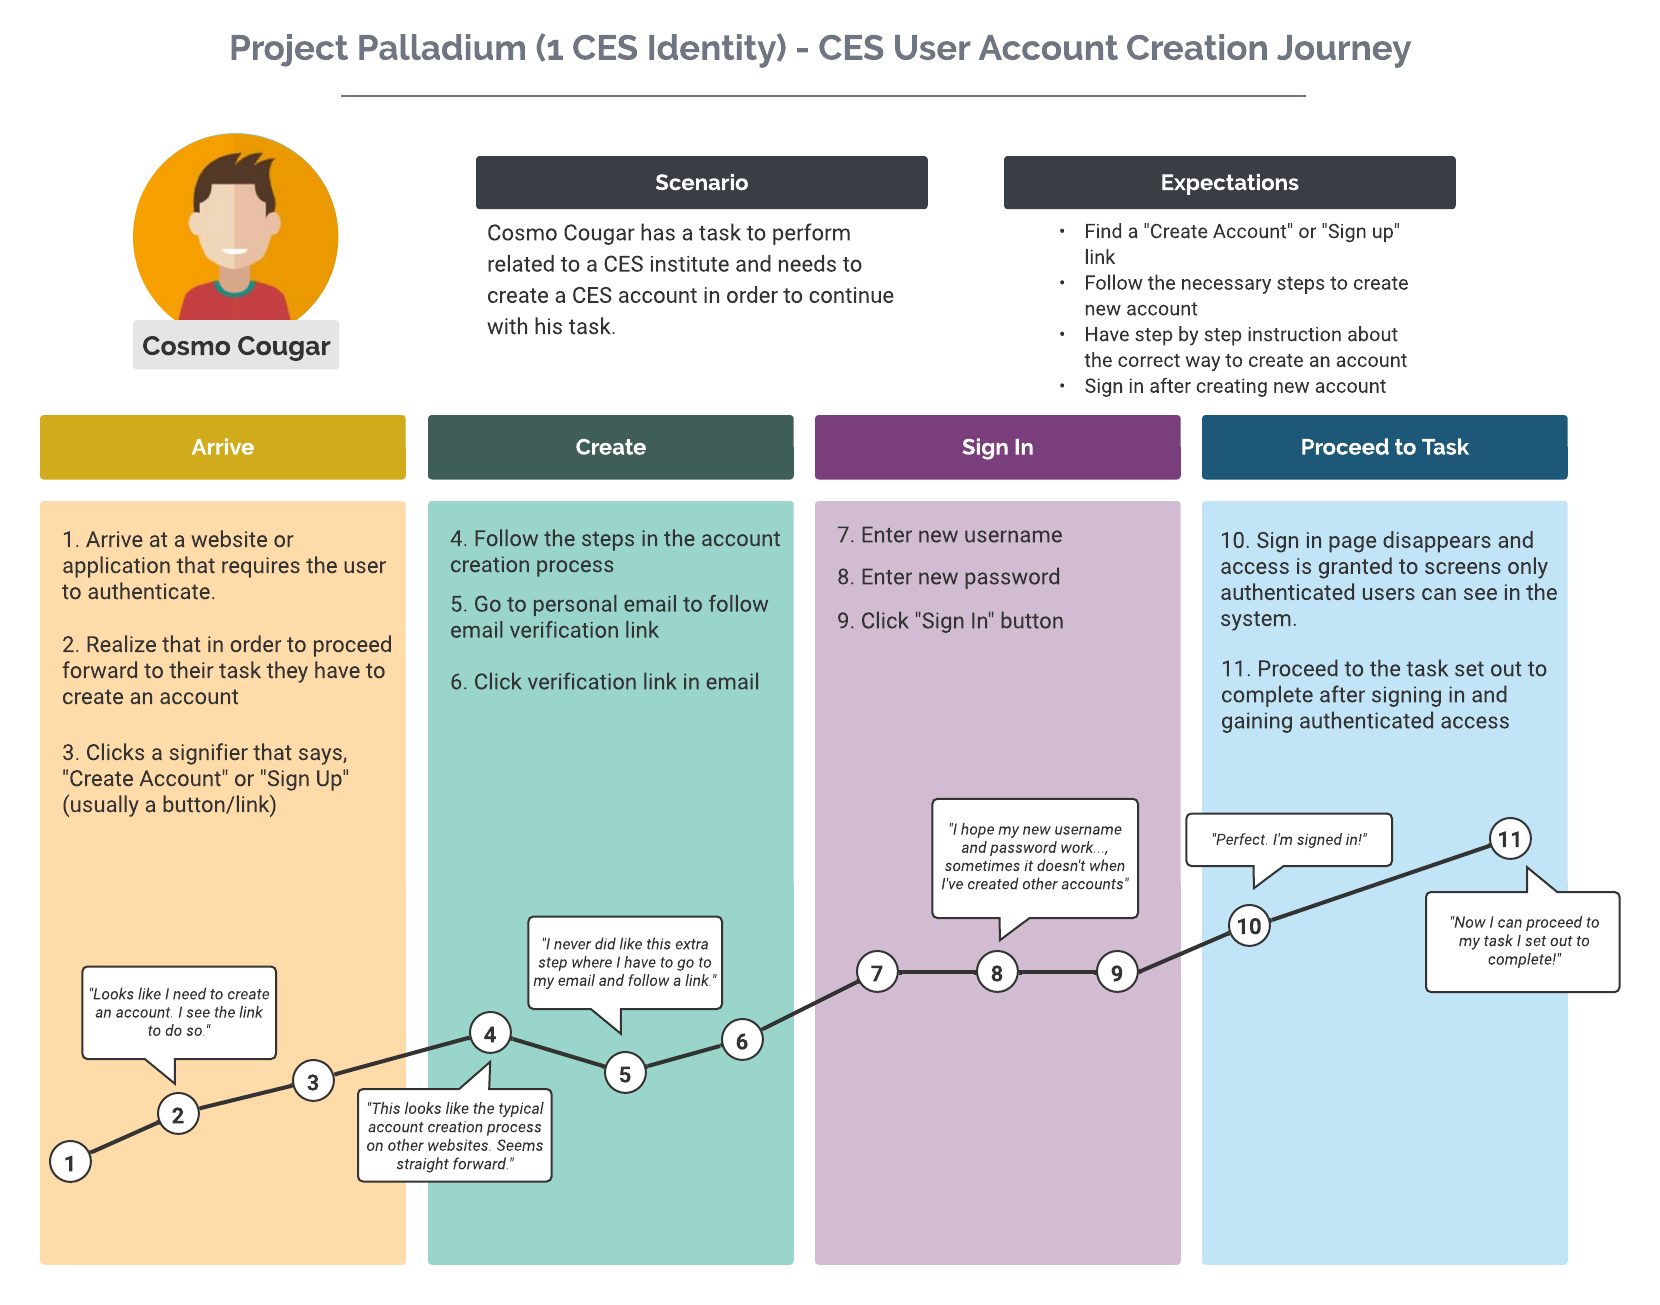 Project Palladium (1 CES Identity) - CES User Account Creation Journey
Cosmo Cougar
Scenario
Cosmo Cougar has a task to perform
related to a CES institute and needs to
create a CES account in order to continue
with his task.
Expectations
• Find a "Create Account" or "Sign up"
link
• Follow the necessary steps to create
new account
• Have step by step instruction about
the correct way to create an account
• Sign in after creating new account
Arrive
1. Arrive at a website or
application that requires the user
to authenticate.
2. Realize that in order to proceed
forward to their task they have to
create an account
3. Clicks a signifier that says,
"Create Account" or "Sign Up"
(usually a button/link)
Create
4. Follow the steps in the account
creation process
5. Go to personal email to follow
email verification link
6. Click verification link in email
Sign In
7. Enter new username
8. Enter new password
9. Click "Sign In" button
Proceed to Task
10. Sign in page disappears and
access is granted to screens only
authenticated users can see in the
system.
11. Proceed to the task set out to
complete after signing in and
gaining authenticated access
1
"Looks like I need to create
an account. I see the link
to do so."
2
3
4
"This looks like the typical
account creation process
on other websites. Seems
straight forward."
"I never did like this extra
step where I have to go to
my email and follow a link."
5
6
7
"I hope my new username
and password work...,
sometimes it doesn't when
I've created other accounts"
8
9
"Perfect. I'm signed in!"
10
11
"Now I can proceed to
my task I set out to
complete!"